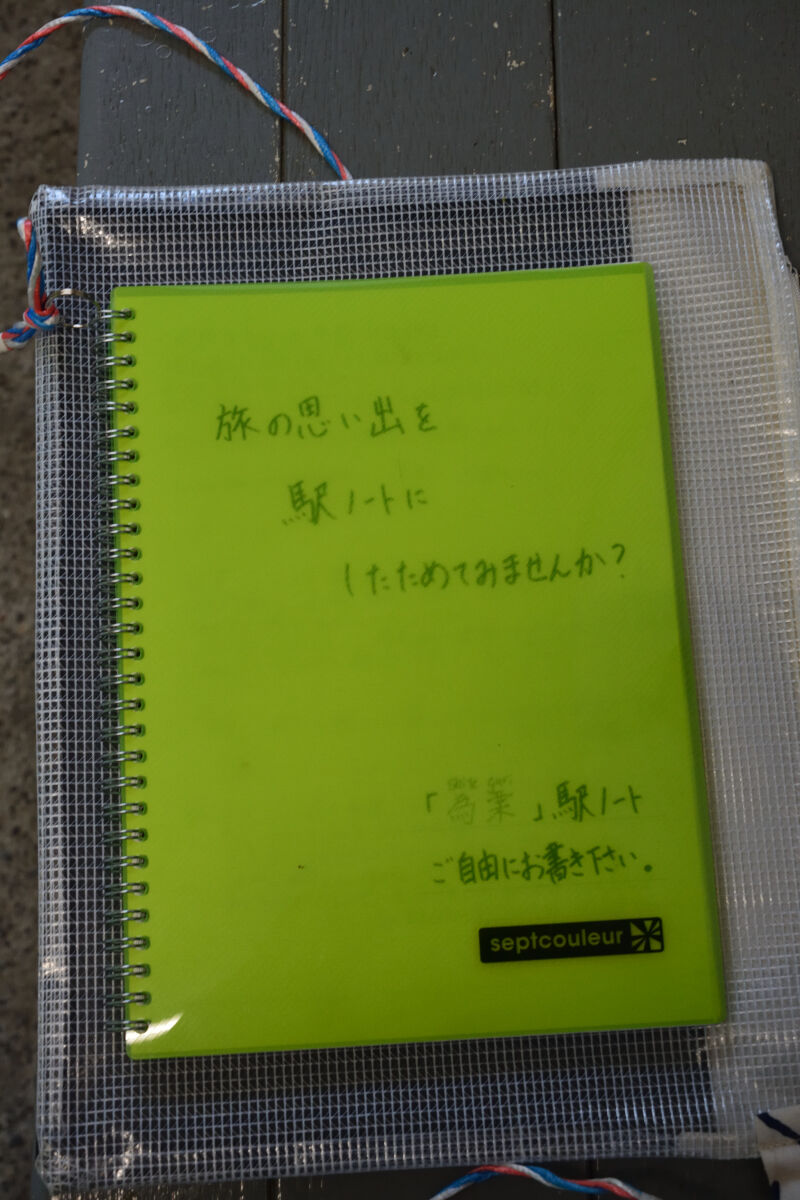 旅の思い出を
駅ノートに
したためてみませんか?
「為栗」駅ノート
ご自由にお書き下さい。
septcouleur